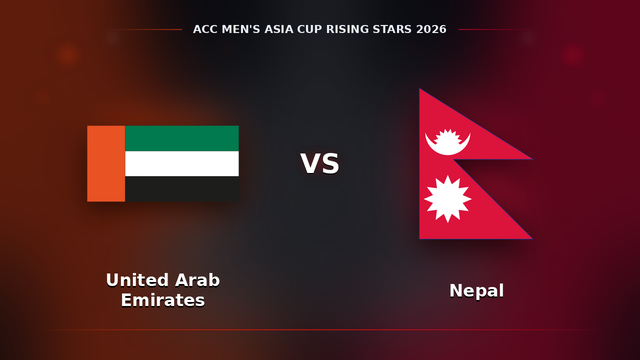 ACC MEN'S ASIA CUP RISING STARS 2026
VS
United Arab
Emirates
Nepal